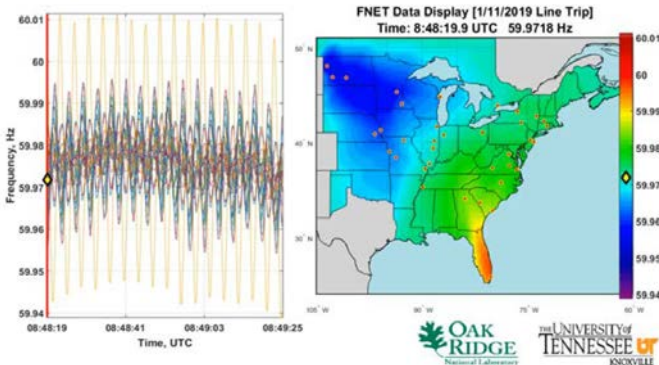 FNET Data Display [1/11/2019 Line Trip]
Time: 8:48:19.9 UTC 59.9718 Hz
60.01
60
59.99
59.98
59.97
59.96
59.95
59.94
Frequency, Hz
08:48:19
08:48:41
08:49:03
08:49:25
Time, UTC
50° N
40° N
30° N
105° W
90° W
75° W
60° W
60.01
60
59.99
59.98
59.97
59.96
59.95
59.94
OAK
RIDGE
National Laboratory
THE UNIVERSITY of
TENNESSEE UT
KNOXVILLE